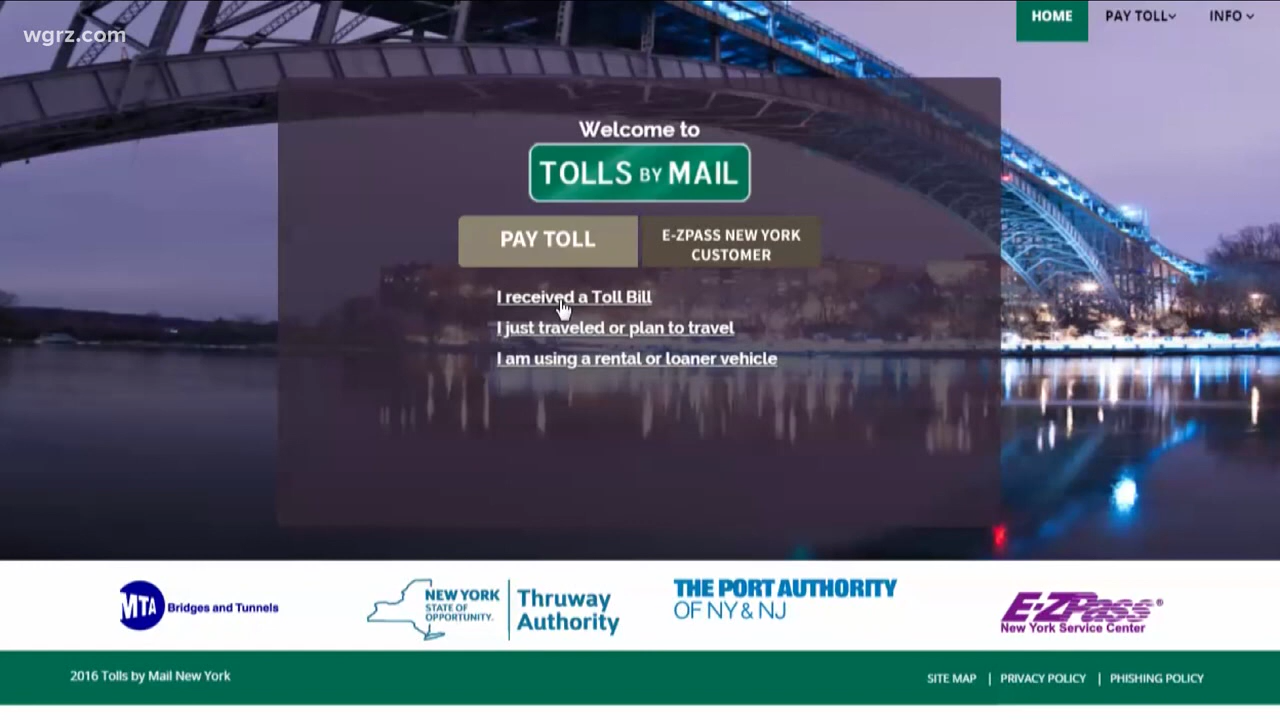 wgrz.com
HOME PAY TOLL INFO
Welcome to
TOLLS BY MAIL
PAY TOLL
E-ZPASS NEW YORK
CUSTOMER
I received a Toll Bill
I just traveled or plan to travel
I am using a rental or loaner vehicle
MTA Bridges and Tunnels
NEW YORK
STATE OF
OPPORTUNITY.
Thruway
Authority
THE PORT AUTHORITY
OF NY & NJ
E-ZPass®
New York Service Center
2016 Tolls by Mail New York
SITE MAP | PRIVACY POLICY | PHISHING POLICY